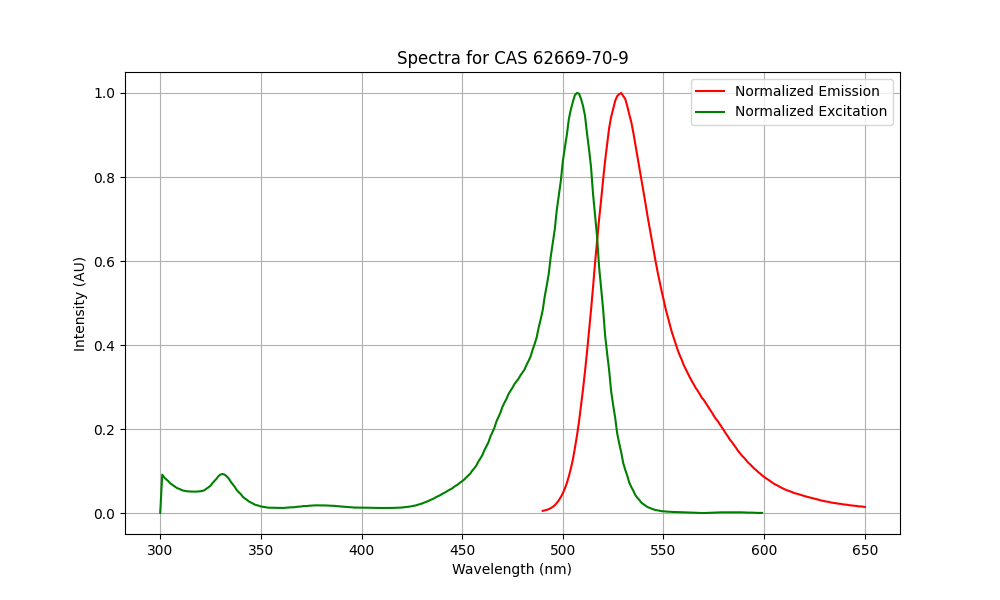 Spectra for CAS 62669-70-9
Normalized Emission
Normalized Excitation
1.0
0.8
0.6
0.4
0.2
0.0
Intensity (AU)
300 350 400 450 500 550 600 650
Wavelength (nm)